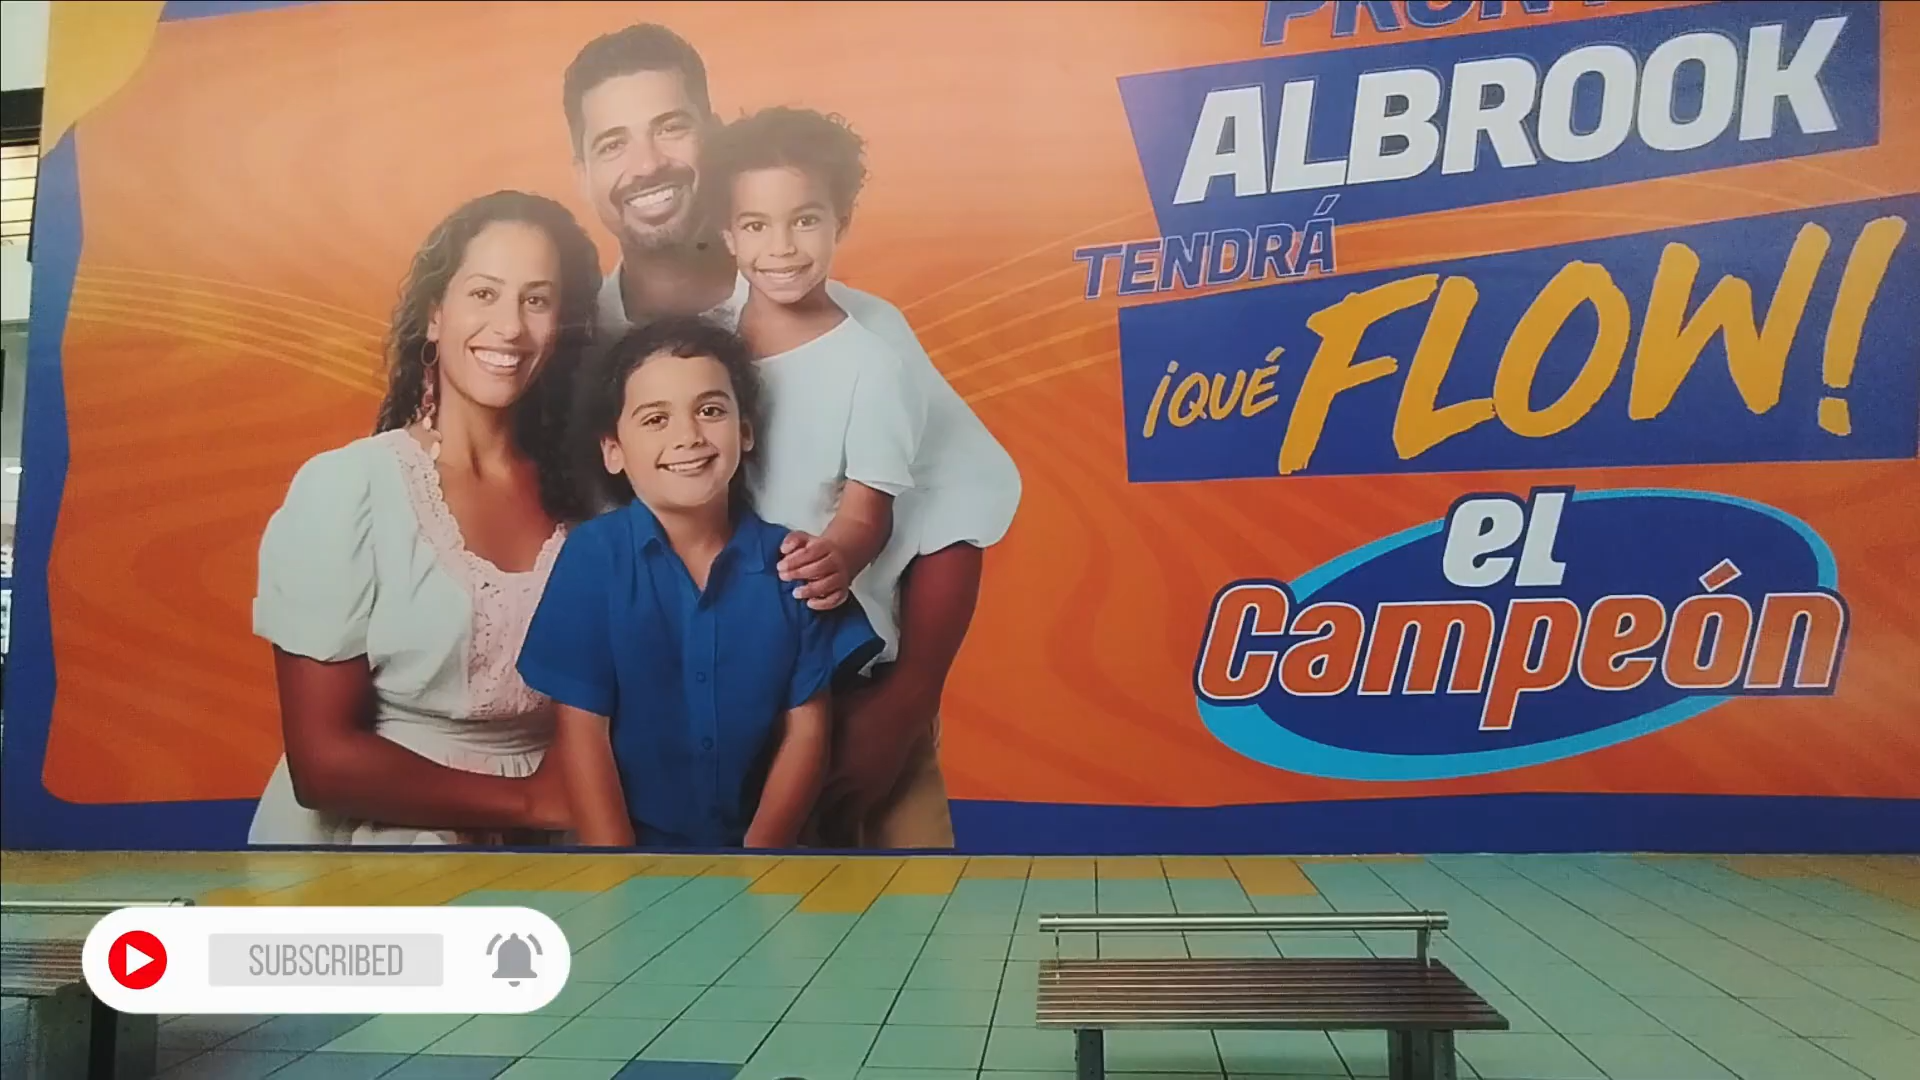 ALBROOK
TENDRÁ
¡QUÉ FLOW!
el
Campeón
SUBSCRIBED